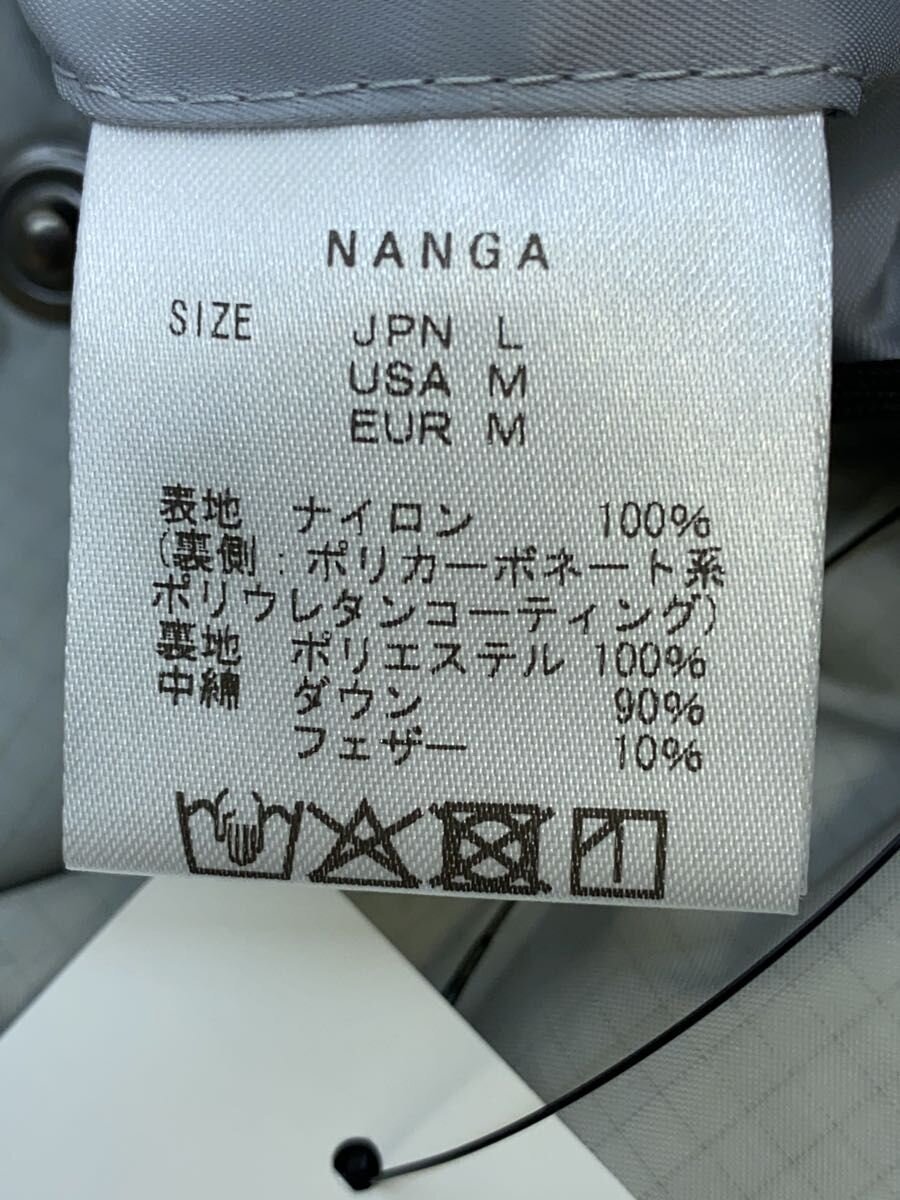 NANGA
SIZE JPN L
USA M
EUR M
表地 ナイロン 100%
(裏側:ポリカーボネート系
ポリウレタンコーティング)
裏地 ポリエステル 100%
中綿 ダウン 90%
フェザー 10%